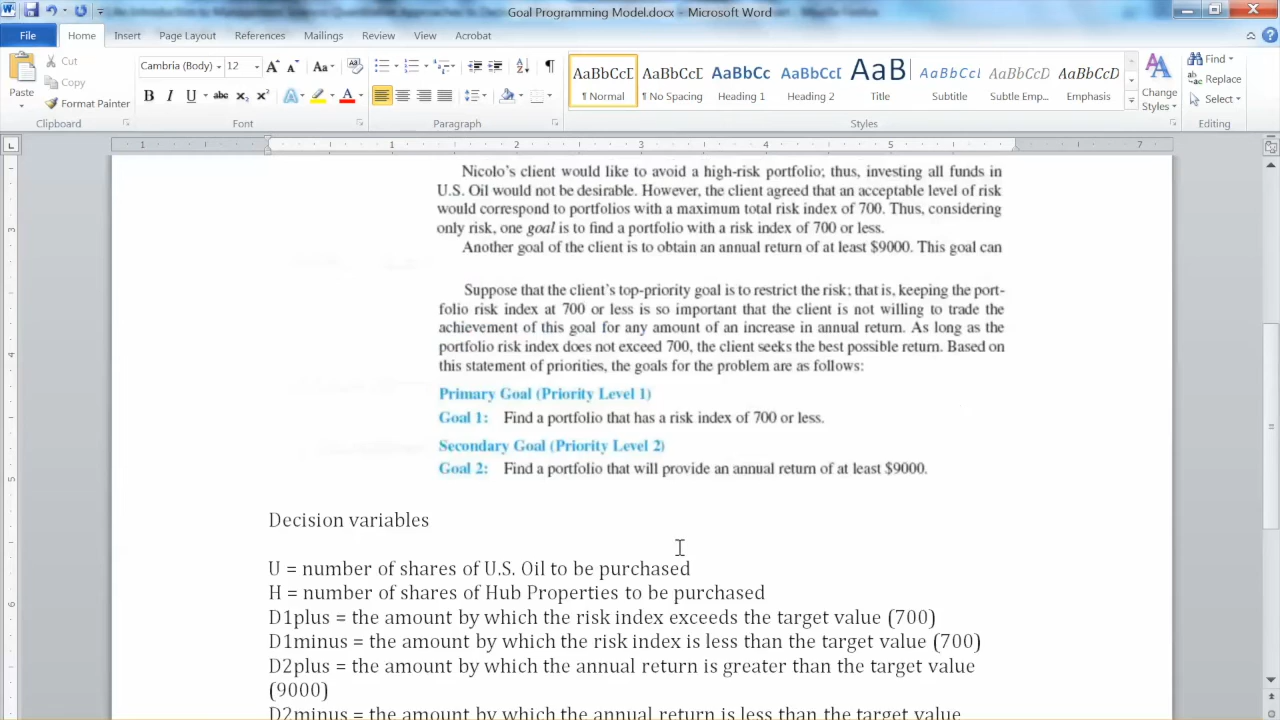 Goal Programming Model.docx - Microsoft Word
File Home Insert Page Layout References Mailings Review View Acrobat
Cut
Copy
Format Painter
Paste
Clipboard
Cambria (Body) 12
Font
Paragraph
AaBbCcD AaBbCcD AaBbCc AaBbCcI AaB AaBbCcI AaBbCcD AaBbCcD
¶ Normal ¶ No Spacing Heading 1 Heading 2 Title Subtitle Subtle Emp... Emphasis
Change
Styles
Styles
Find
Replace
Select
Editing
1 1 2 3 4 5 7
3
4
5
6
Nicolo's client would like to avoid a high-risk portfolio; thus, investing all funds in
U.S. Oil would not be desirable. However, the client agreed that an acceptable level of risk
would correspond to portfolios with a maximum total risk index of 700. Thus, considering
only risk, one goal is to find a portfolio with a risk index of 700 or less.
Another goal of the client is to obtain an annual return of at least $9000. This goal can
Suppose that the client's top-priority goal is to restrict the risk; that is, keeping the port-
folio risk index at 700 or less is so important that the client is not willing to trade the
achievement of this goal for any amount of an increase in annual return. As long as the
portfolio risk index does not exceed 700, the client seeks the best possible return. Based on
this statement of priorities, the goals for the problem are as follows:
Primary Goal (Priority Level 1)
Goal 1: Find a portfolio that has a risk index of 700 or less.
Secondary Goal (Priority Level 2)
Goal 2: Find a portfolio that will provide an annual return of at least $9000.
Decision variables
U = number of shares of U.S. Oil to be purchased
H = number of shares of Hub Properties to be purchased
D1plus = the amount by which the risk index exceeds the target value (700)
D1minus = the amount by which the risk index is less than the target value (700)
D2plus = the amount by which the annual return is greater than the target value
(9000)
D2minus = the amount by which the annual return is less than the target value